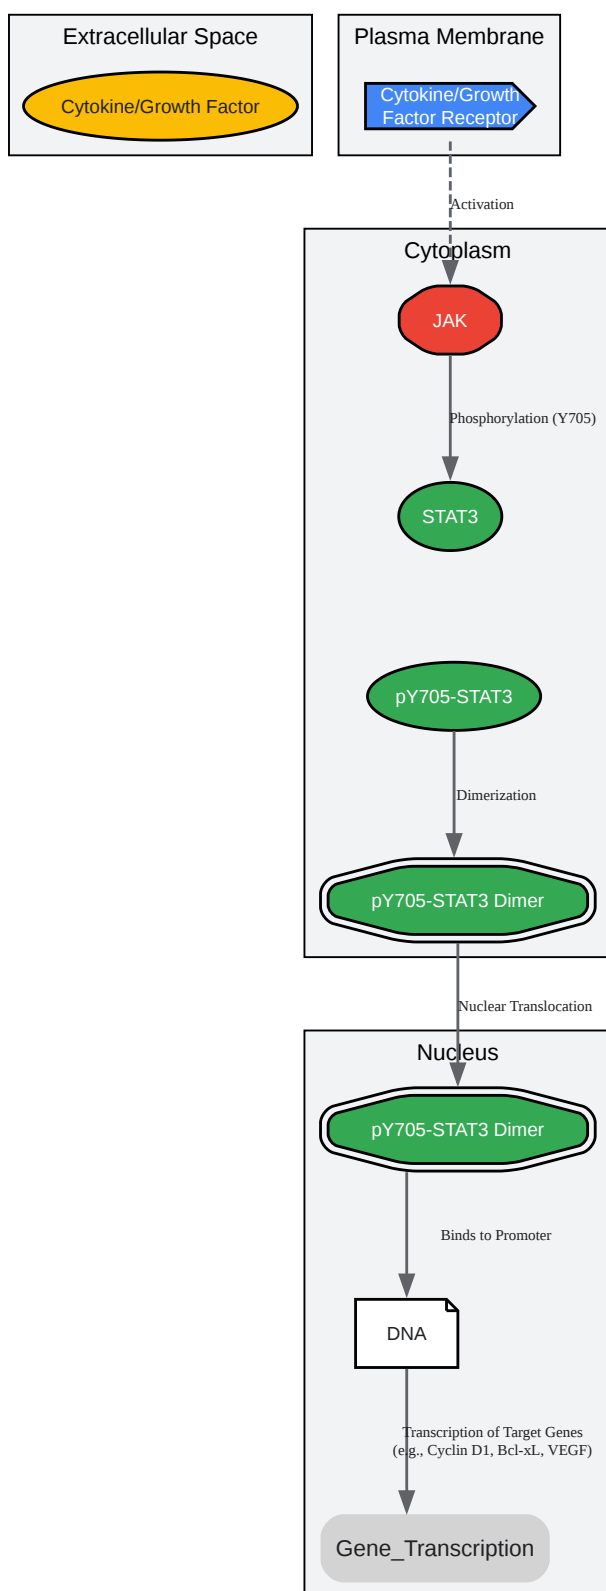 Extracellular Space
Cytokine/Growth Factor
Plasma Membrane
Cytokine/Growth
Factor Receptor
Activation
Cytoplasm
JAK
Phosphorylation (Y705)
STAT3
pY705-STAT3
Dimerization
pY705-STAT3 Dimer
Nuclear Translocation
Nucleus
pY705-STAT3 Dimer
Binds to Promoter
DNA
Transcription of Target Genes
(e.g., Cyclin D1, Bcl-xL, VEGF)
Gene_Transcription